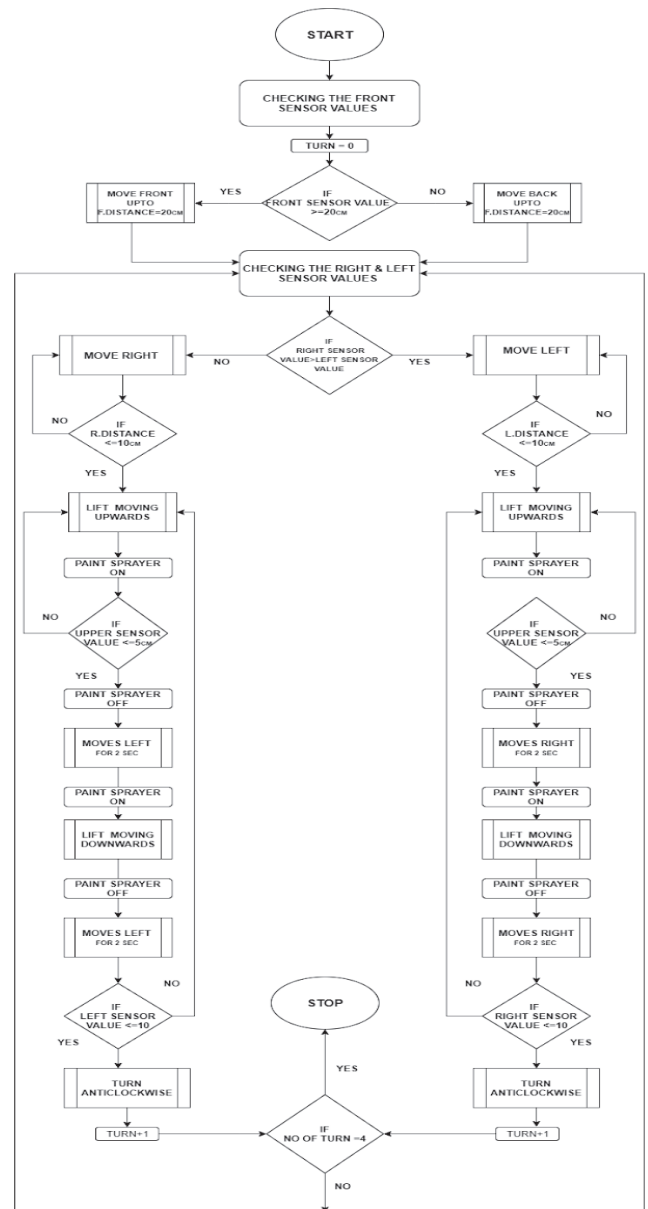 START
CHECKING THE FRONT
SENSOR VALUES
TURN = 0
MOVE FRONT
UPTO
F.DISTANCE=20CM
YES
IF
FRONT SENSOR VALUE
>=20CM
NO
MOVE BACK
UPTO
F.DISTANCE=20CM
CHECKING THE RIGHT & LEFT
SENSOR VALUES
MOVE RIGHT
NO
IF
RIGHT SENSOR
VALUE>LEFT SENSOR
VALUE
YES
MOVE LEFT
NO
IF
R.DISTANCE
<=10CM
YES
LIFT MOVING
UPWARDS
PAINT SPRAYER
ON
NO
IF
UPPER SENSOR
VALUE <=5CM
YES
PAINT SPRAYER
OFF
MOVES LEFT
FOR 2 SEC
PAINT SPRAYER
ON
LIFT MOVING
DOWNWARDS
PAINT SPRAYER
OFF
MOVES LEFT
FOR 2 SEC
NO
IF
LEFT SENSOR
VALUE <=10
YES
TURN
ANTICLOCKWISE
TURN+1
IF
L.DISTANCE
<=10CM
NO
YES
LIFT MOVING
UPWARDS
PAINT SPRAYER
ON
IF
UPPER SENSOR
VALUE <=5CM
NO
YES
PAINT SPRAYER
OFF
MOVES RIGHT
FOR 2 SEC
PAINT SPRAYER
ON
LIFT MOVING
DOWNWARDS
PAINT SPRAYER
OFF
MOVES RIGHT
FOR 2 SEC
NO
IF
RIGHT SENSOR
VALUE <=10
YES
TURN
ANTICLOCKWISE
TURN+1
STOP
YES
IF
NO OF TURN =4
NO